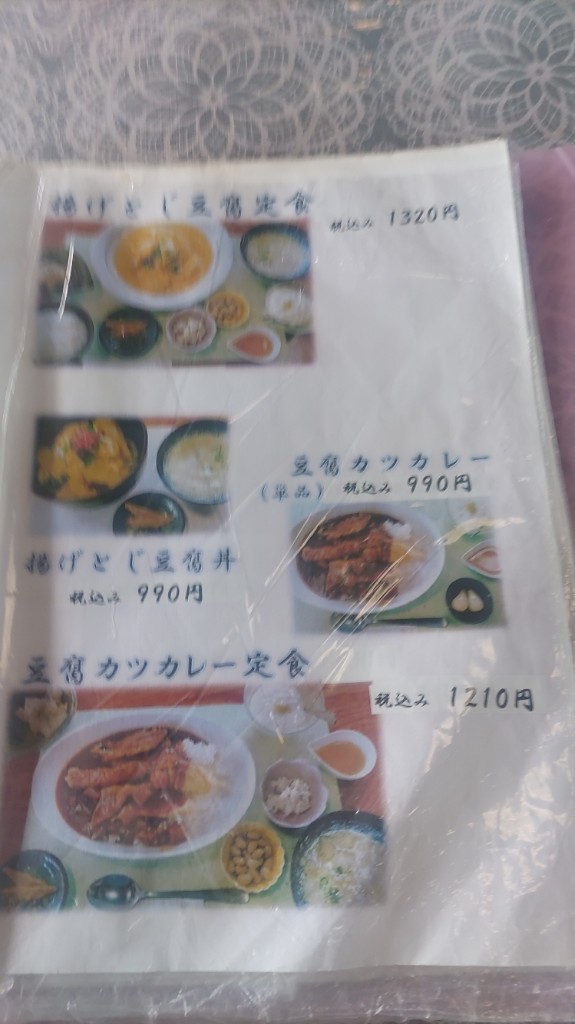 揚げとじ豆腐定食
税込み 1320円
豆腐カツカレー
(単品) 税込み 990円
揚げとじ豆腐丼
税込み 990円
豆腐カツカレー定食
税込み 1210円